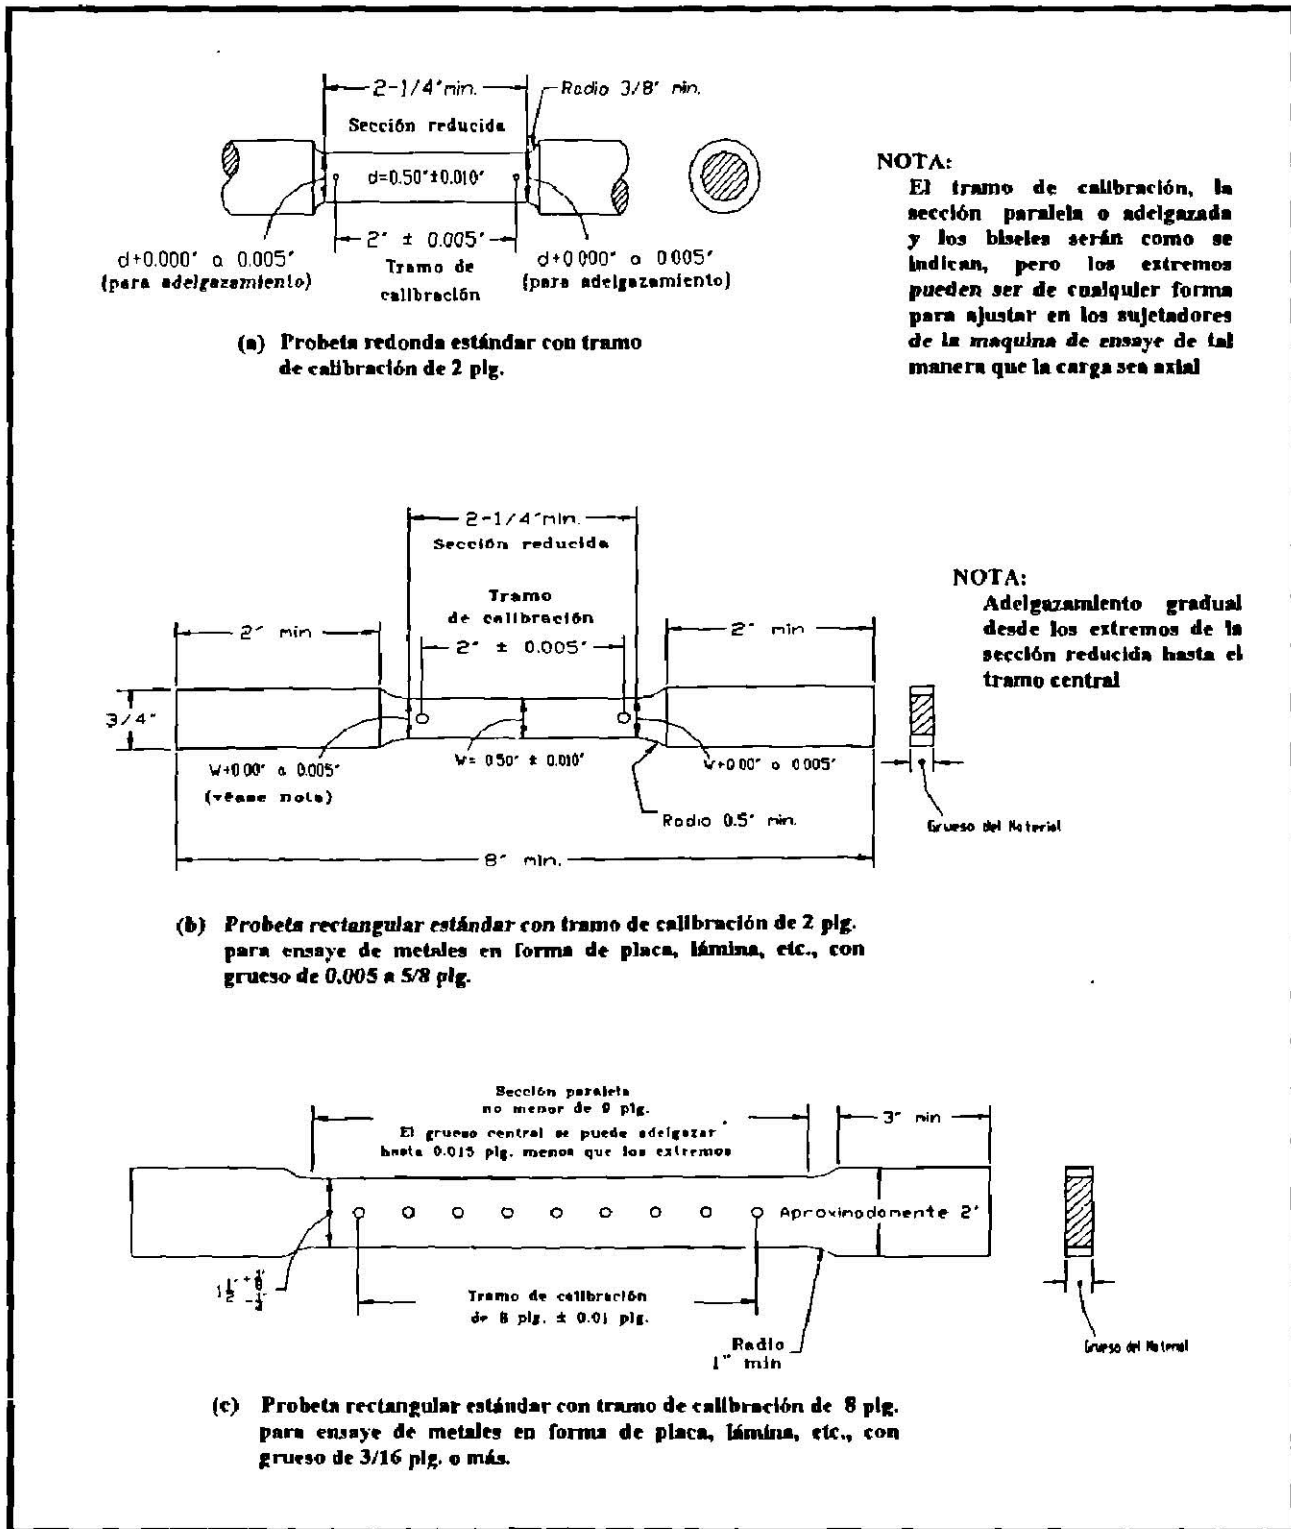 2-1/4" min.
Radio 3/8" min.
Sección reducida
d=0.50"±0.010"
2" ± 0.005"
d+0.000" a 0.005"
(para adelgazamiento)
Tramo de
calibración
d+0.000" a 0.005"
(para adelgazamiento)
(a) Probeta redonda estándar con tramo
de calibración de 2 plg.
NOTA:
El tramo de calibración, la
sección paralela o adelgazada
y los biseles serán como se
indican, pero los extremos
pueden ser de cualquier forma
para ajustar en los sujetadores
de la maquina de ensaye de tal
manera que la carga sea axial
2-1/4" min.
Sección reducida
Tramo
de calibración
2" min
2" ± 0.005"
2" min
3/4"
W+0.00" a 0.005"
(véase nota)
W= 0.50" ± 0.010"
W+0.00" a 0.005"
Radio 0.5" min.
8" min.
Grueso del Material
NOTA:
Adelgazamiento gradual
desde los extremos de la
sección reducida hasta el
tramo central
(b) Probeta rectangular estándar con tramo de calibración de 2 plg.
para ensaye de metales en forma de placa, lámina, etc., con
grueso de 0.005 a 5/8 plg.
Sección paralela
no menor de 9 plg.
El grueso central se puede adelgazar
hasta 0.015 plg. menos que los extremos
3" min
Aproximadamente 2"
Tramo de calibración
de 8 plg. ± 0.01 plg.
Radio
1" min
Grueso del Material
(c) Probeta rectangular estándar con tramo de calibración de 8 plg.
para ensaye de metales en forma de placa, lámina, etc., con
grueso de 3/16 plg. o más.